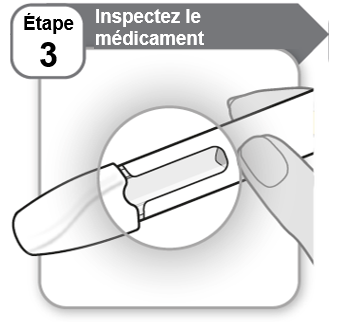 Étape
3
Inspectez le
médicament